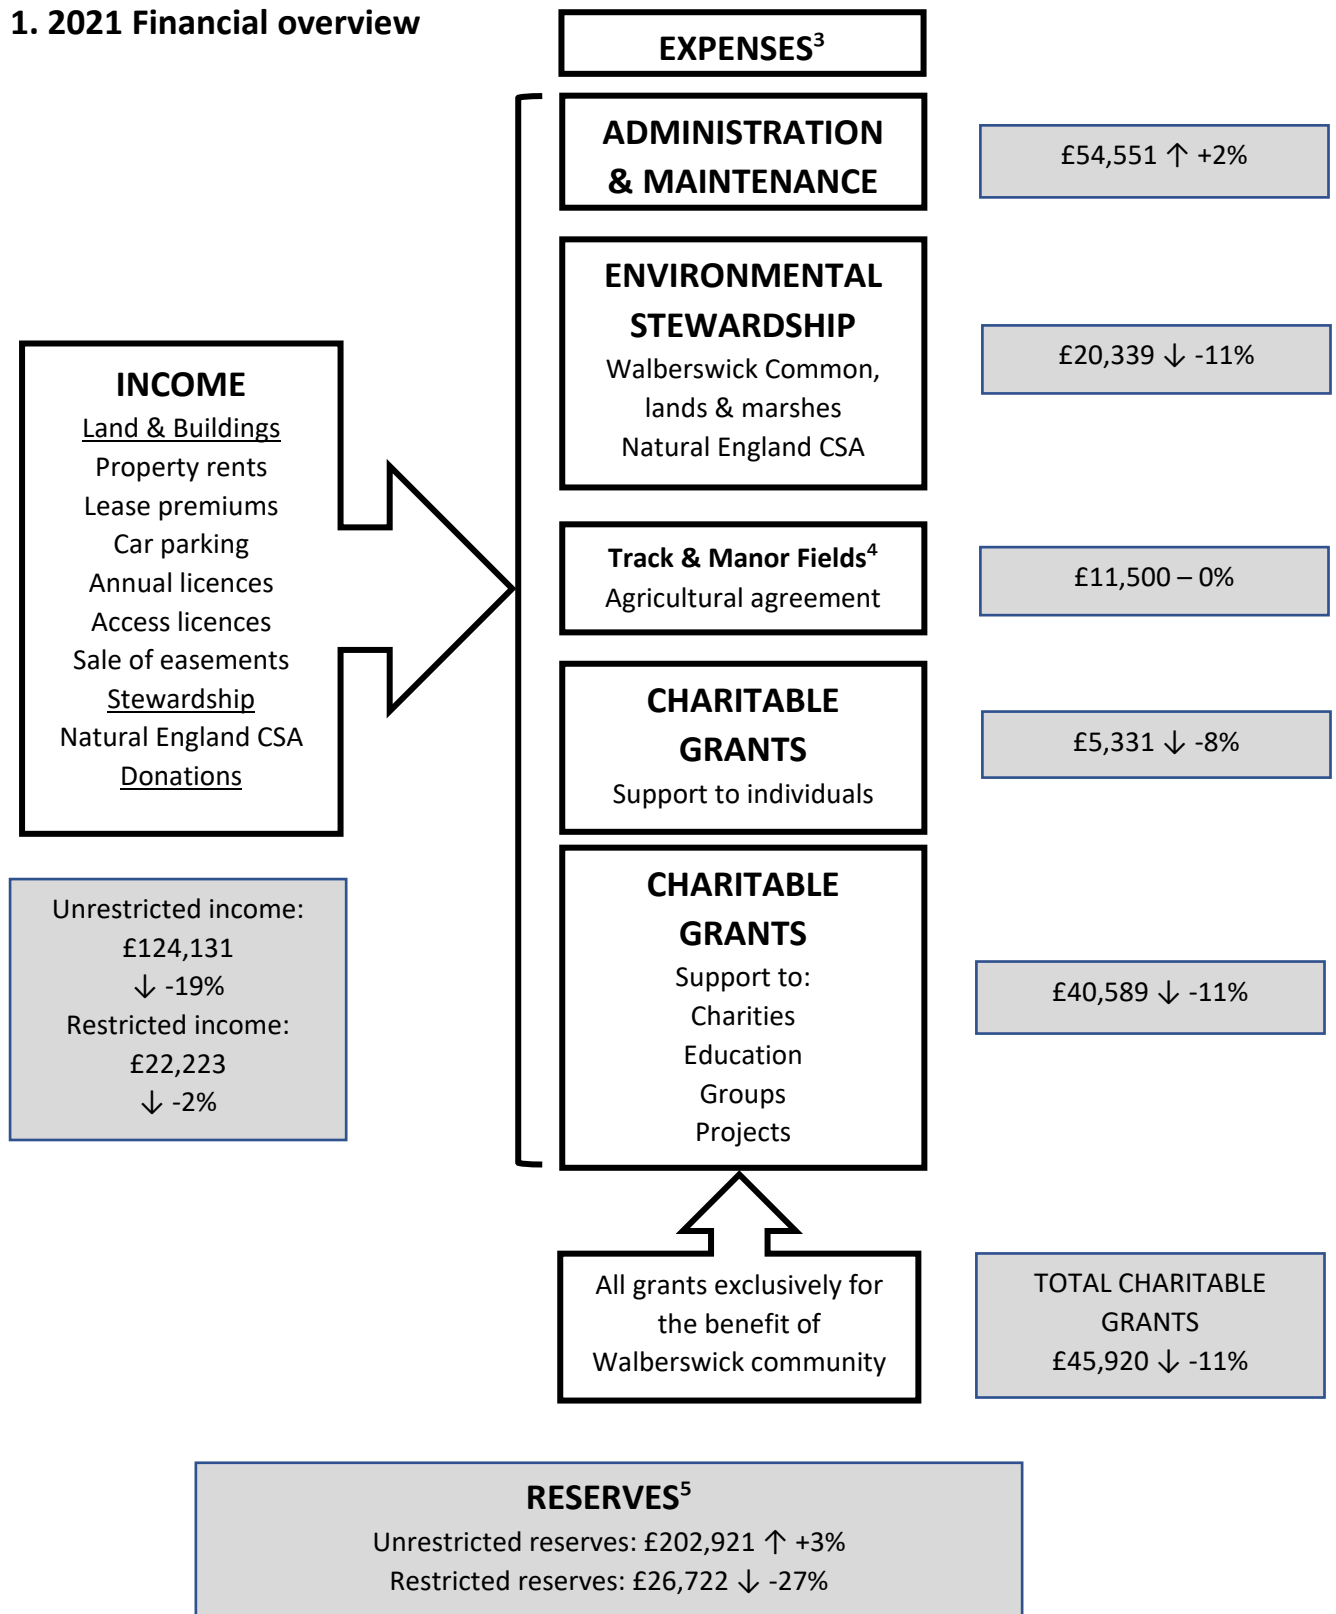 1. 2021 Financial overview
EXPENSES³
ADMINISTRATION
& MAINTENANCE
£54,551 ↑ +2%
ENVIRONMENTAL
STEWARDSHIP
Walberswick Common,
lands & marshes
Natural England CSA
£20,339 ↓ -11%
INCOME
Land & Buildings
Property rents
Lease premiums
Car parking
Annual licences
Access licences
Sale of easements
Stewardship
Natural England CSA
Donations
Track & Manor Fields⁴
Agricultural agreement
£11,500 – 0%
CHARITABLE
GRANTS
Support to individuals
£5,331 ↓ -8%
Unrestricted income:
£124,131
↓ -19%
Restricted income:
£22,223
↓ -2%
CHARITABLE
GRANTS
Support to:
Charities
Education
Groups
Projects
£40,589 ↓ -11%
All grants exclusively for
the benefit of
Walberswick community
TOTAL CHARITABLE
GRANTS
£45,920 ↓ -11%
RESERVES⁵
Unrestricted reserves: £202,921 ↑ +3%
Restricted reserves: £26,722 ↓ -27%